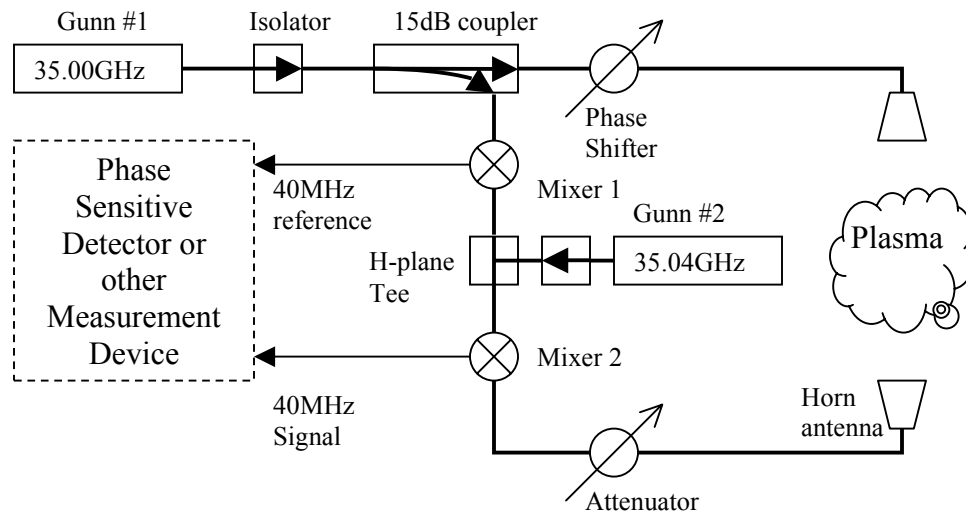 Gunn #1
Isolator
15dB coupler
35.00GHz
Phase
Shifter
Phase
Sensitive
Detector or
other
Measurement
Device
40MHz
reference
Mixer 1
Gunn #2
H-plane
Tee
35.04GHz
Plasma
Mixer 2
40MHz
Signal
Horn
antenna
Attenuator